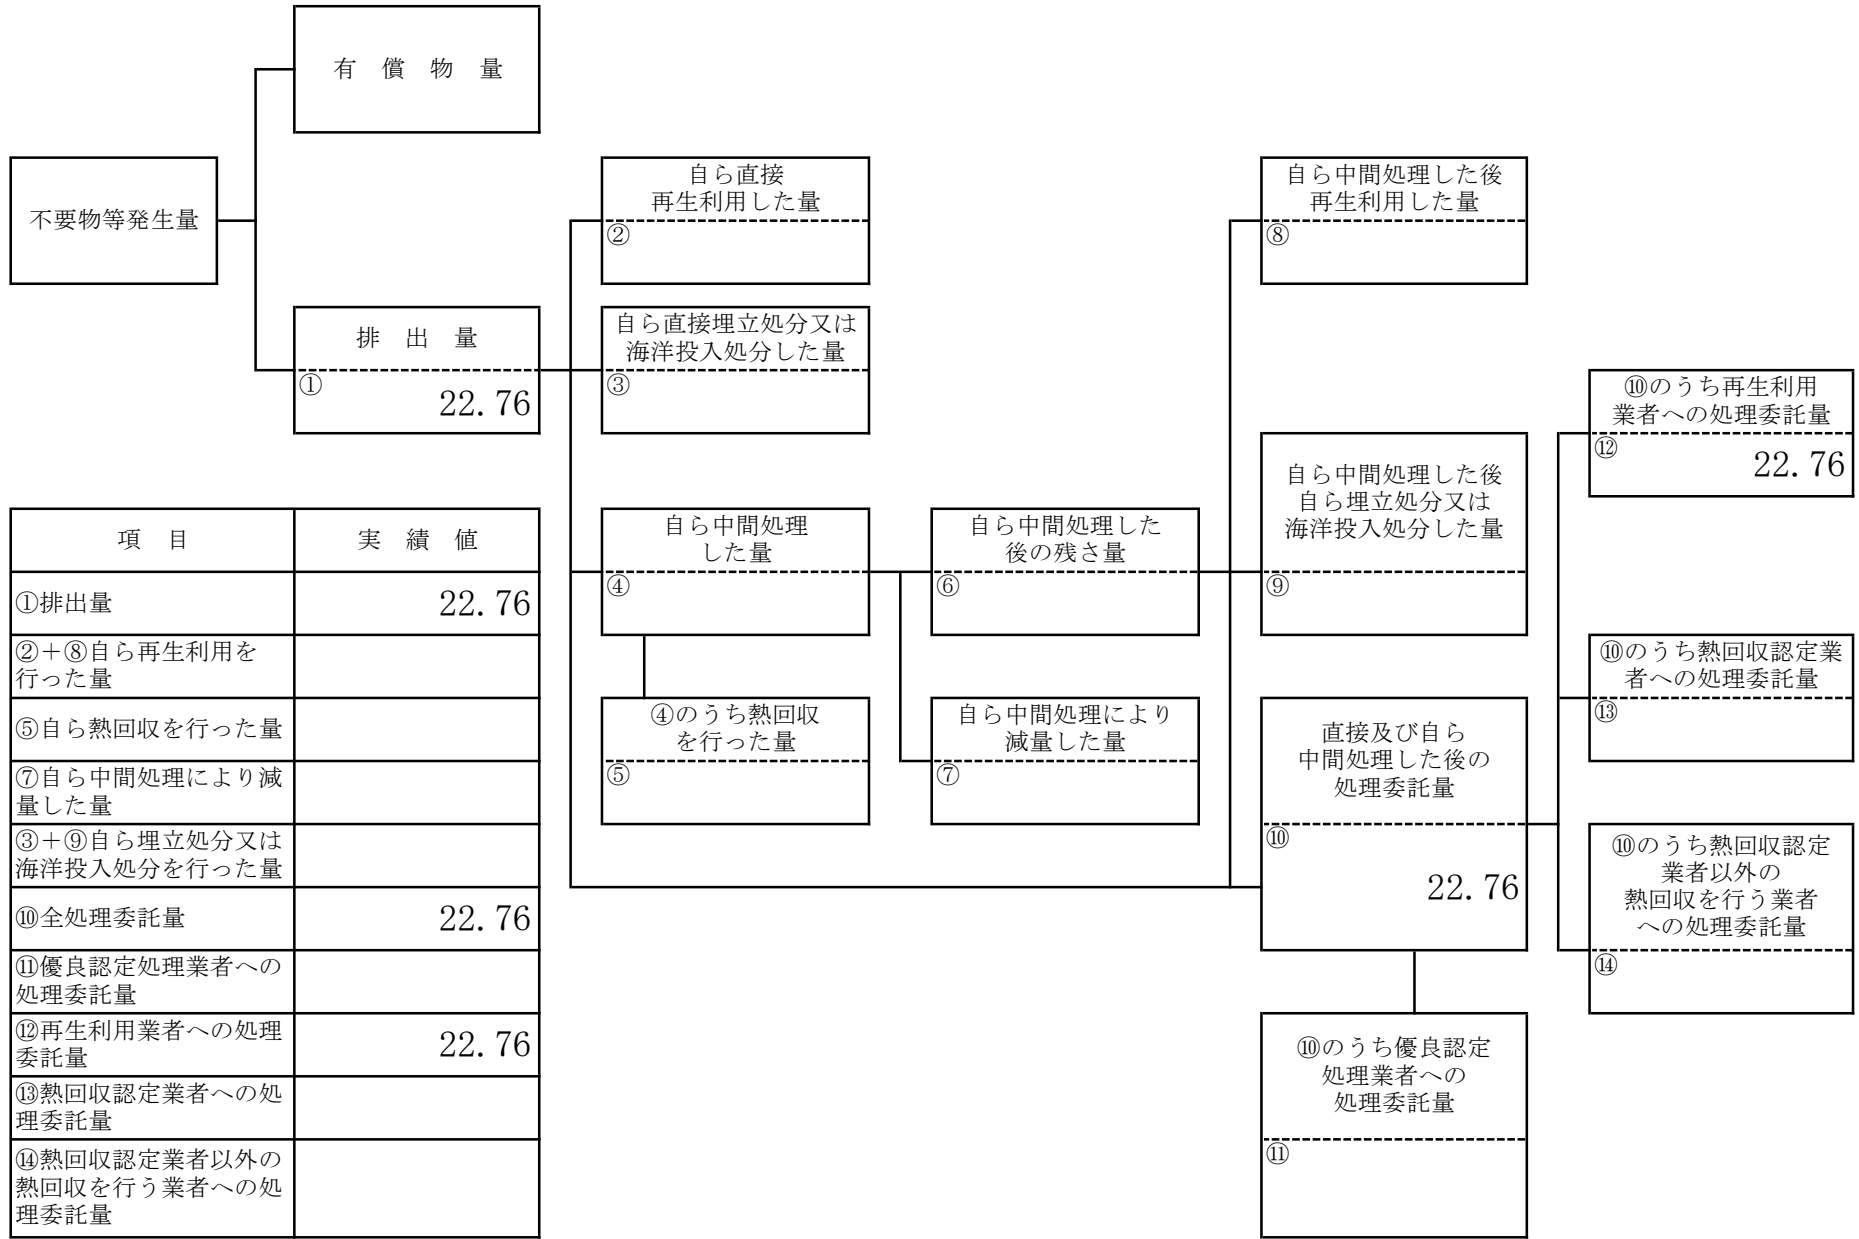 有 償 物 量
不要物等発生量
排 出 量
①
22.76
自ら直接
再生利用した量
②
自ら直接埋立処分又は
海洋投入処分した量
③
自ら中間処理
した量
④
④のうち熱回収
を行った量
⑤
自ら中間処理した
後の残さ量
⑥
自ら中間処理により
減量した量
⑦
自ら中間処理した後
再生利用した量
⑧
自ら中間処理した後
自ら埋立処分又は
海洋投入処分した量
⑨
直接及び自ら
中間処理した後の
処理委託量
⑩
22.76
⑩のうち優良認定
処理業者への
処理委託量
⑪
⑩のうち再生利用
業者への処理委託量
⑫
22.76
⑩のうち熱回収認定業
者への処理委託量
⑬
⑩のうち熱回収認定
業者以外の
熱回収を行う業者
への処理委託量
⑭
項 目 実 績 値
①排出量 22.76
②+⑧自ら再生利用を
行った量
⑤自ら熱回収を行った量
⑦自ら中間処理により減
量した量
③+⑨自ら埋立処分又は
海洋投入処分を行った量
⑩全処理委託量 22.76
⑪優良認定処理業者への
処理委託量
⑫再生利用業者への処理
委託量 22.76
⑬熱回収認定業者への処
理委託量
⑭熱回収認定業者以外の
熱回収を行う業者への処
理委託量